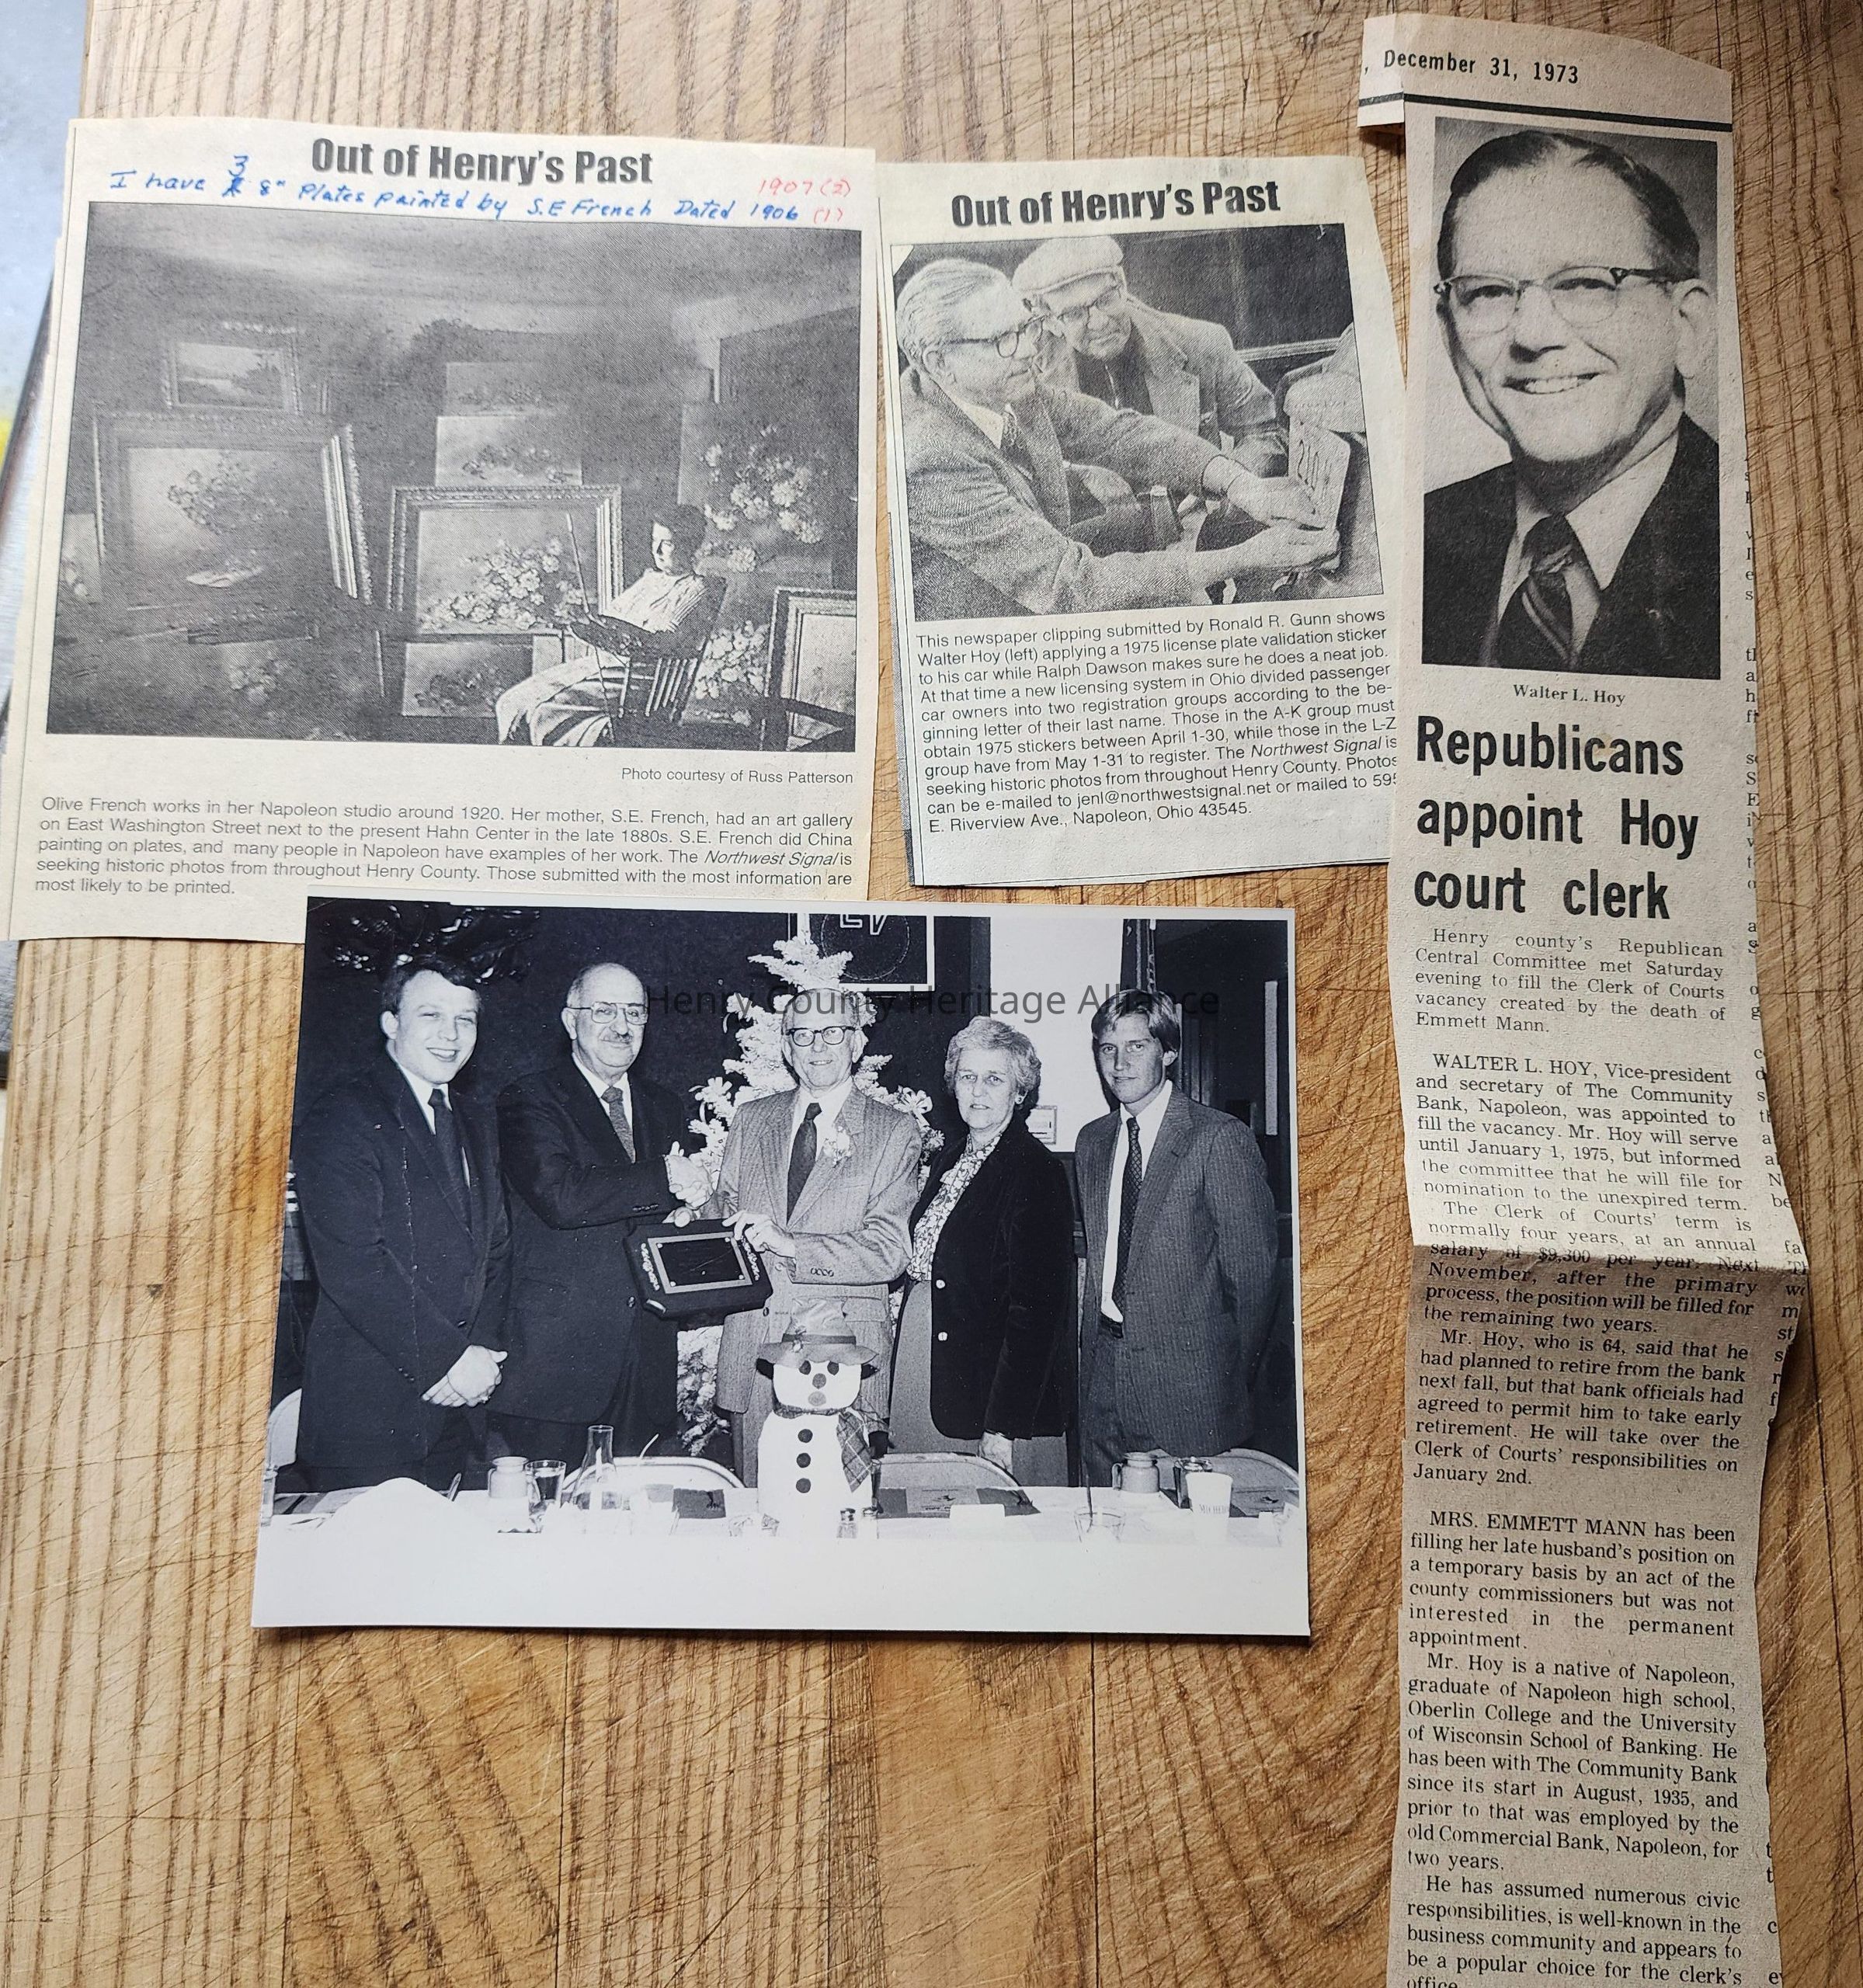 Out of Henry's Past
I have 3 8" Plates painted by S.E French Dated 1906 (1)
1907 (2)
Photo courtesy of Russ Patterson
Olive French works in her Napoleon studio around 1920. Her mother, S.E. French, had an art gallery
on East Washington Street next to the present Hahn Center in the late 1880s. S.E. French did China
painting on plates, and many people in Napoleon have examples of her work. The Northwest Signal is
seeking historic photos from throughout Henry County. Those submitted with the most information are
most likely to be printed.
Out of Henry's Past
This newspaper clipping submitted by Ronald R. Gunn shows
Walter Hoy (left) applying a 1975 license plate validation sticker
to his car while Ralph Dawson makes sure he does a neat job.
At that time a new licensing system in Ohio divided passenger
car owners into two registration groups according to the be-
ginning letter of their last name. Those in the A-K group must
obtain 1975 stickers between April 1-30, while those in the L-Z
group have from May 1-31 to register. The Northwest Signal is
seeking historic photos from throughout Henry County. Photos
can be e-mailed to jenl@northwestsignal.net or mailed to 595
E. Riverview Ave., Napoleon, Ohio 43545.
, December 31, 1973
Walter L. Hoy
Republicans
appoint Hoy
court clerk
Henry county's Republican
Central Committee met Saturday
evening to fill the Clerk of Courts
vacancy created by the death of
Emmett Mann.
WALTER L. HOY, Vice-president
and secretary of The Community
Bank, Napoleon, was appointed to
fill the vacancy. Mr. Hoy will serve
until January 1, 1975, but informed
the committee that he will file for
nomination to the unexpired term.
The Clerk of Courts' term is
normally four years, at an annual
salary of $9,300 per year. Next
November, after the primary
process, the position will be filled for
the remaining two years.
Mr. Hoy, who is 64, said that he
had planned to retire from the bank
next fall, but that bank officials had
agreed to permit him to take early
retirement. He will take over the
Clerk of Courts' responsibilities on
January 2nd.
MRS. EMMETT MANN has been
filling her late husband's position on
a temporary basis by an act of the
county commissioners but was not
interested in the permanent
appointment.
Mr. Hoy is a native of Napoleon,
graduate of Napoleon high school,
Oberlin College and the University
of Wisconsin School of Banking. He
has been with The Community Bank
since its start in August, 1935, and
prior to that was employed by the
old Commercial Bank, Napoleon, for
two years.
He has assumed numerous civic
responsibilities, is well-known in the
business community and appears to
be a popular choice for the clerk's
office.
Henry County Heritage Alliance